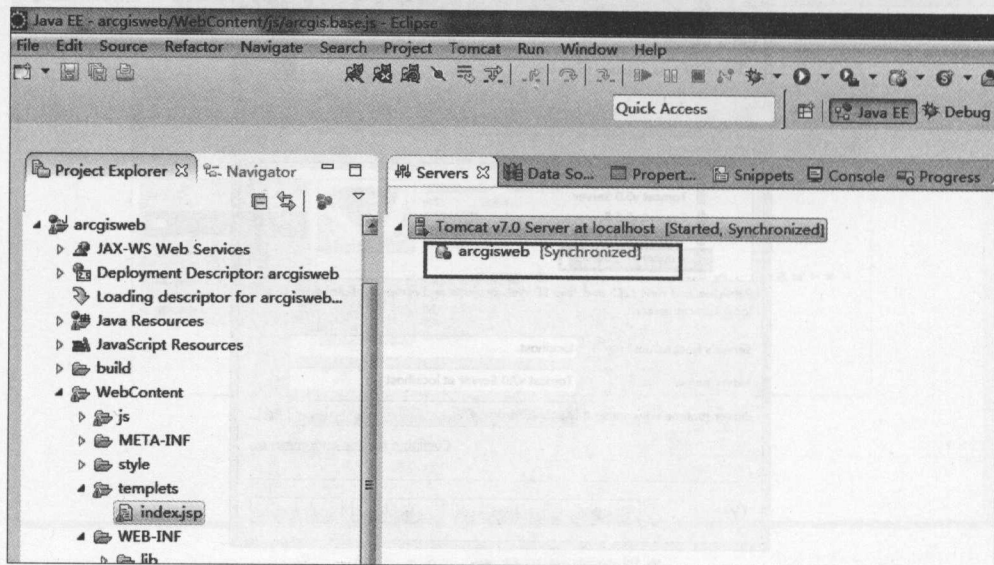 Java EE - arcgisweb/WebContent/js/arcgis.base.js - Eclipse
File Edit Source Refactor Navigate Search Project Tomcat Run Window Help
Quick Access
Java EE
Debug
Project Explorer
Navigator
arcgisweb
JAX-WS Web Services
Deployment Descriptor: arcgisweb
Loading descriptor for arcgisweb...
Java Resources
JavaScript Resources
build
WebContent
js
META-INF
style
templets
index.jsp
WEB-INF
lib
Servers
Data So...
Propert...
Snippets
Console
Progress
Tomcat v7.0 Server at localhost [Started, Synchronized]
arcgisweb [Synchronized]